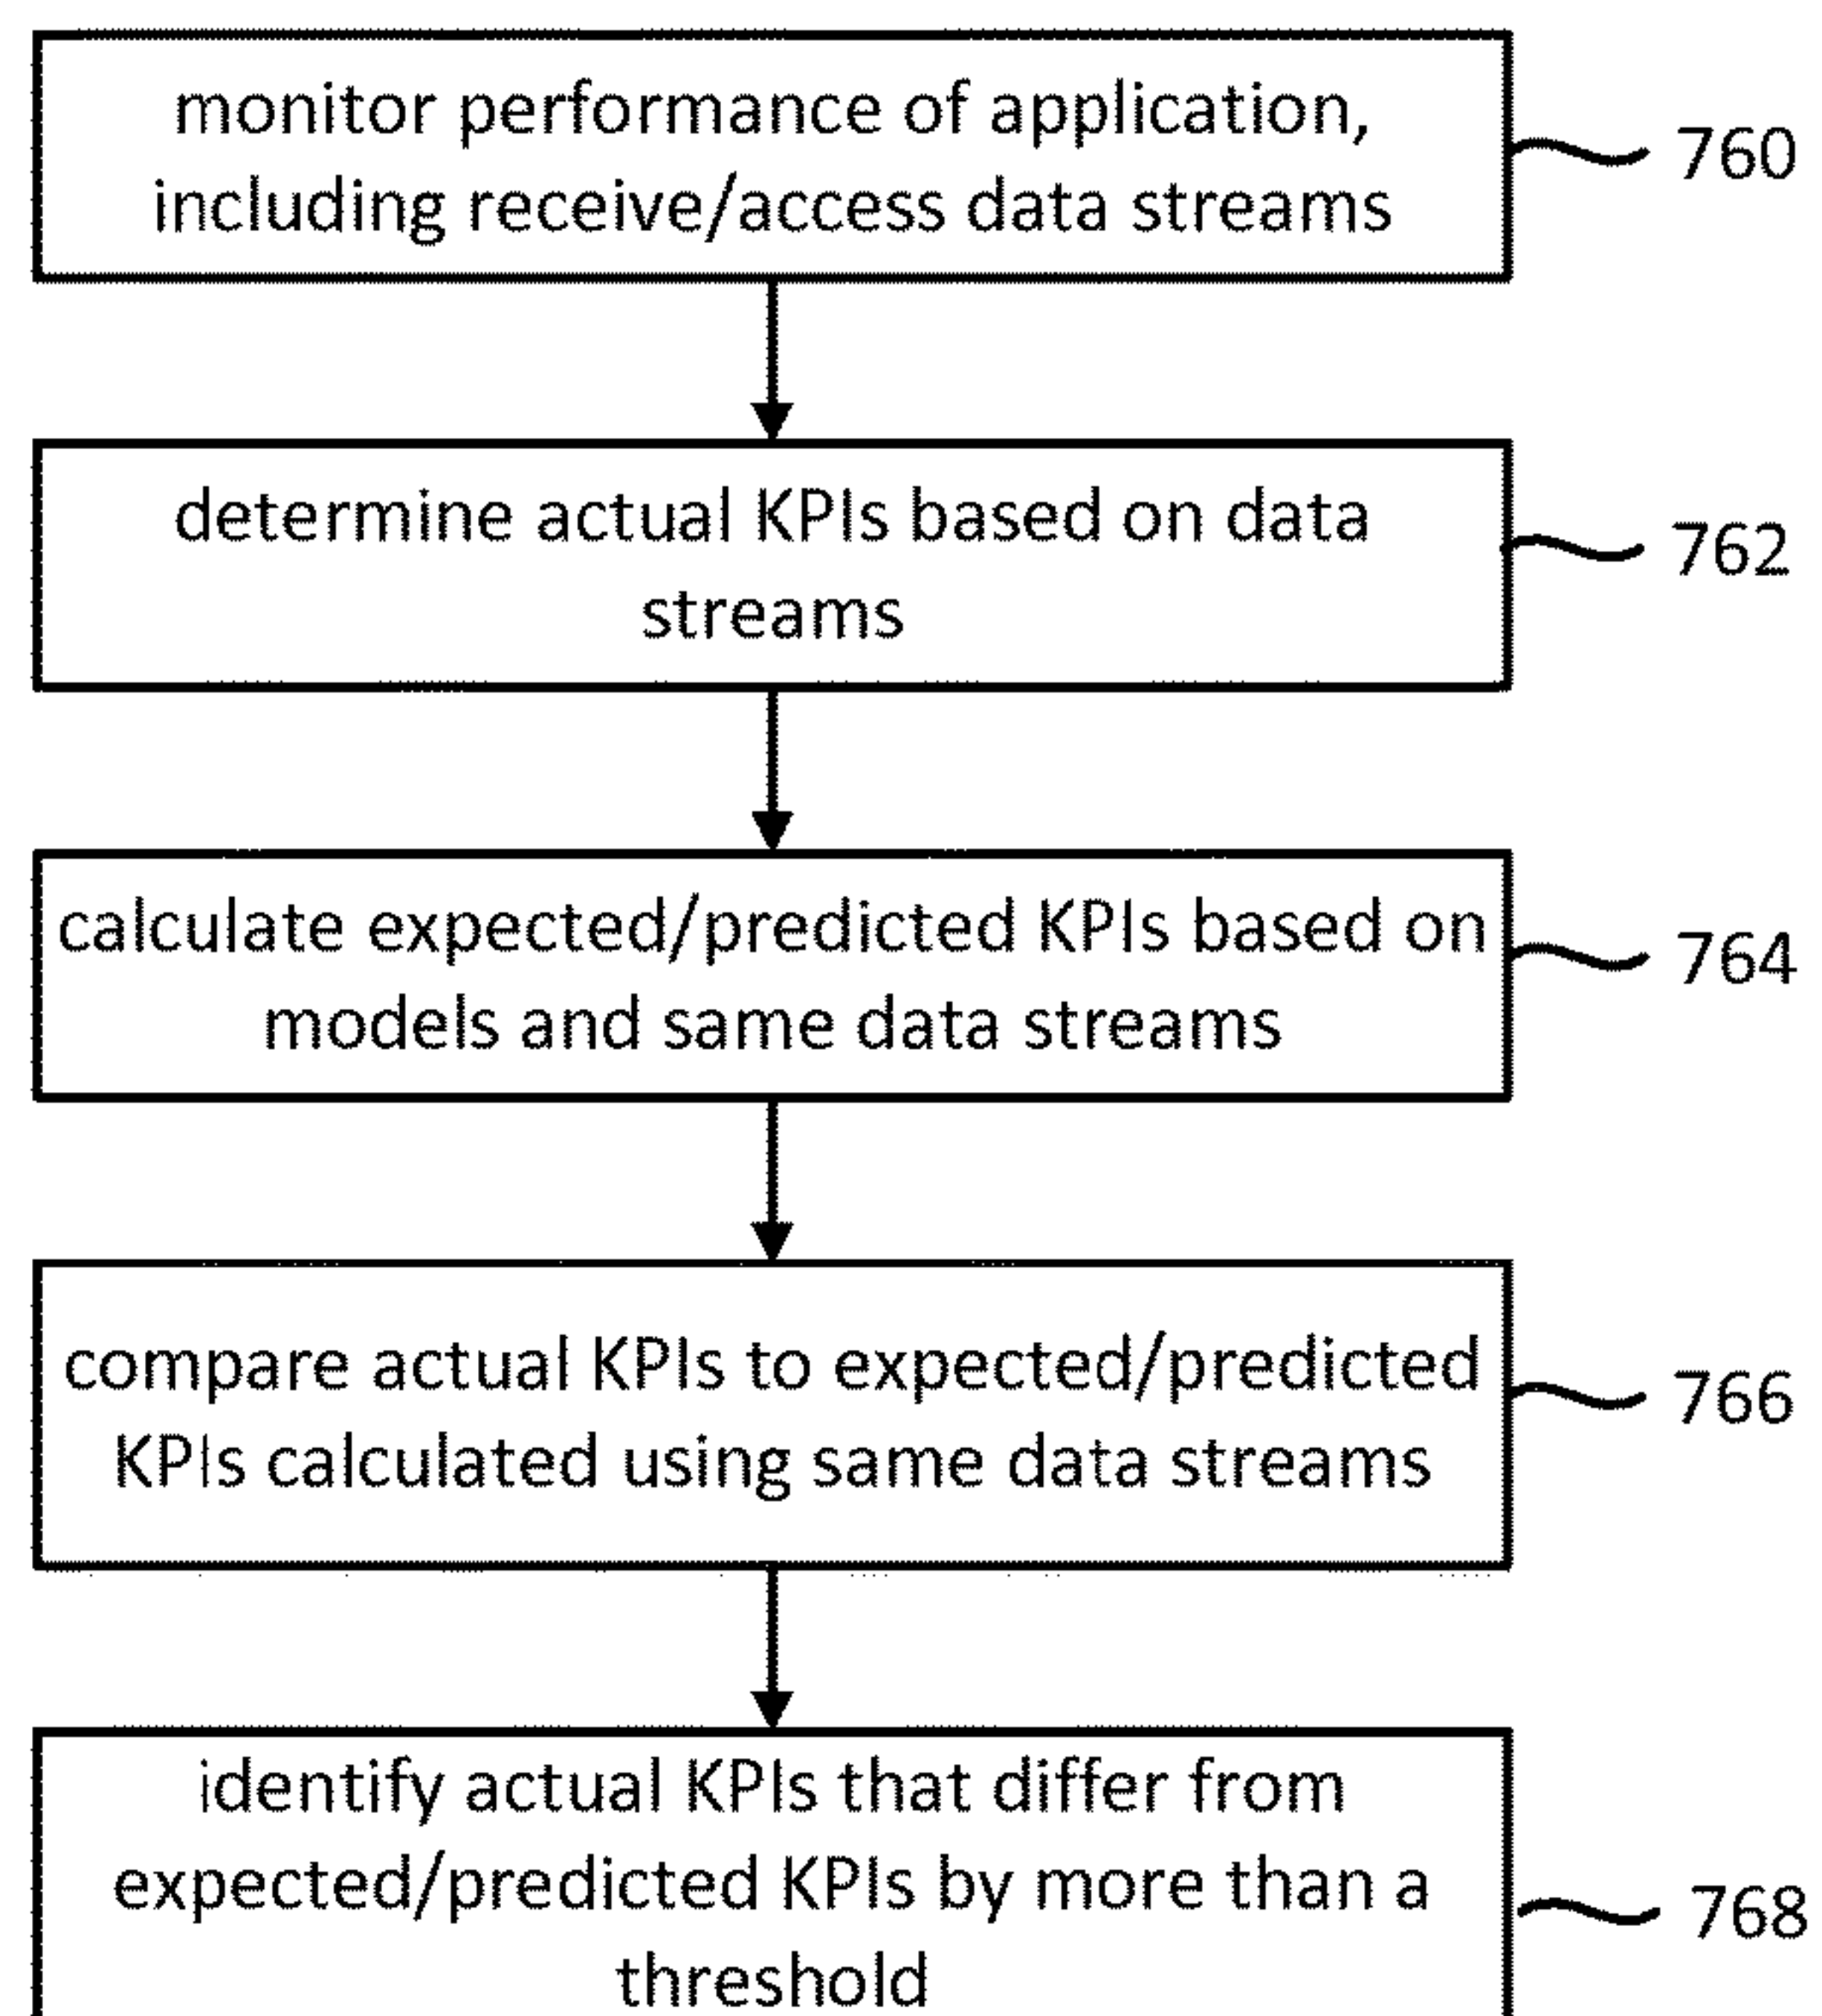 monitor performance of application,
including receive/access data streams
760
determine actual KPIs based on data
streams
762
calculate expected/predicted KPIs based on
models and same data streams
764
compare actual KPIs to expected/predicted
KPIs calculated using same data streams
766
identify actual KPIs that differ from
expected/predicted KPIs by more than a
threshold
768